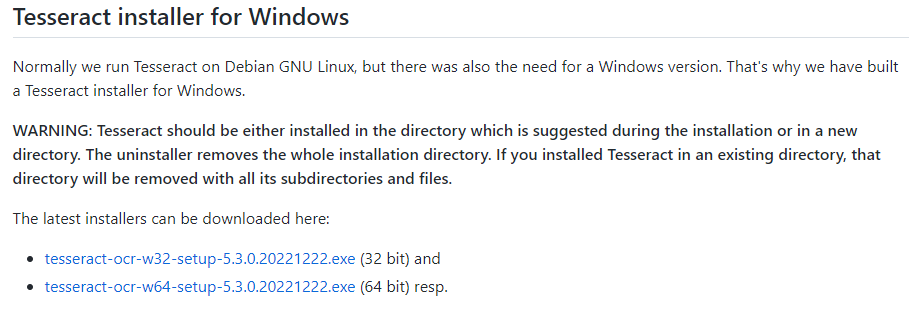 Tesseract installer for Windows
Normally we run Tesseract on Debian GNU Linux, but there was also the need for a Windows version. That's why we have built
a Tesseract installer for Windows.
WARNING: Tesseract should be either installed in the directory which is suggested during the installation or in a new
directory. The uninstaller removes the whole installation directory. If you installed Tesseract in an existing directory, that
directory will be removed with all its subdirectories and files.
The latest installers can be downloaded here:
• tesseract-ocr-w32-setup-5.3.0.20221222.exe (32 bit) and
• tesseract-ocr-w64-setup-5.3.0.20221222.exe (64 bit) resp.